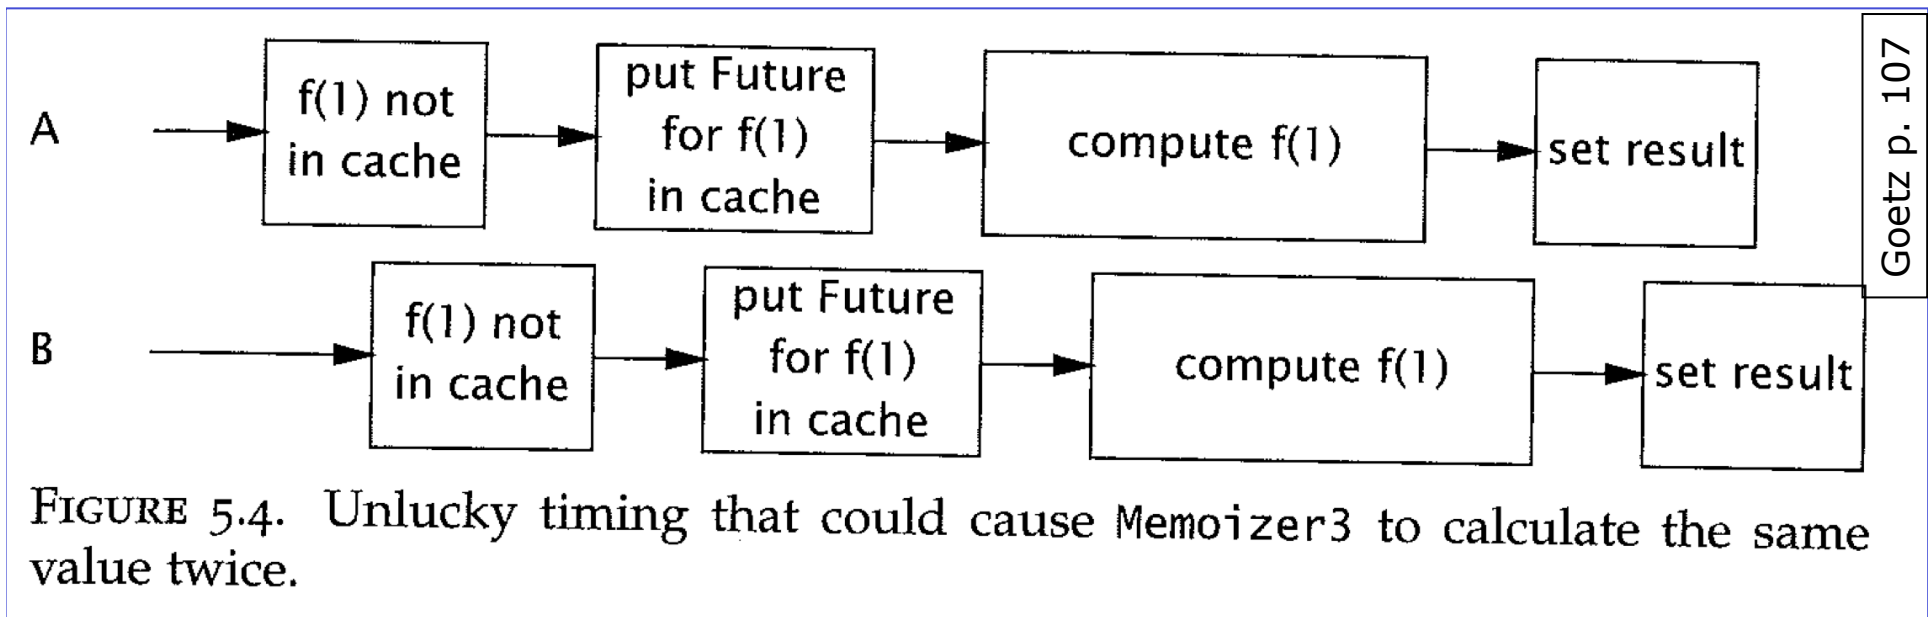 A
f(1) not
in cache
put Future
for f(1)
in cache
compute f(1)
set result
Goetz p. 107
B
f(1) not
in cache
put Future
for f(1)
in cache
compute f(1)
set result
FIGURE 5.4. Unlucky timing that could cause Memoizer3 to calculate the same
value twice.